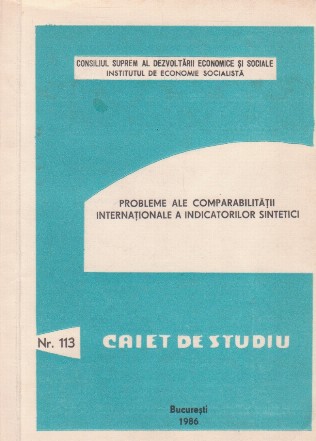 CONSILIUL SUPREM AL DEZVOLTĂRII ECONOMICE ȘI SOCIALE
INSTITUTUL DE ECONOMIE SOCIALISTĂ
PROBLEME ALE COMPARABILITĂȚII
INTERNAȚIONALE A INDICATORILOR SINTETICI
Nr. 113
CAIET DE STUDIU
București
1986